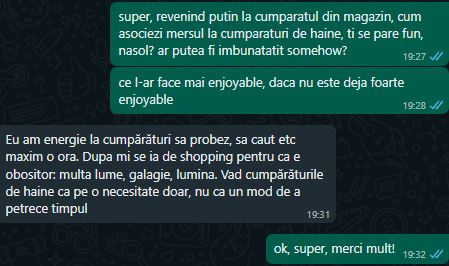 super, revenind putin la cumparatul din magazin, cum
asociezi mersul la cumparaturi de haine, ti se pare fun,
nasol? ar putea fi imbunatatit somehow?
19:27
ce l-ar face mai enjoyable, daca nu este deja foarte
enjoyable
19:28
Eu am energie la cumpărături sa probez, sa caut etc
maxim o ora. Dupa mi se ia de shopping pentru ca e
obositor: multa lume, galagie, lumina. Vad cumpărăturile
de haine ca pe o necesitate doar, nu ca un mod de a
petrece timpul
19:31
ok, super, merci mult!
19:32